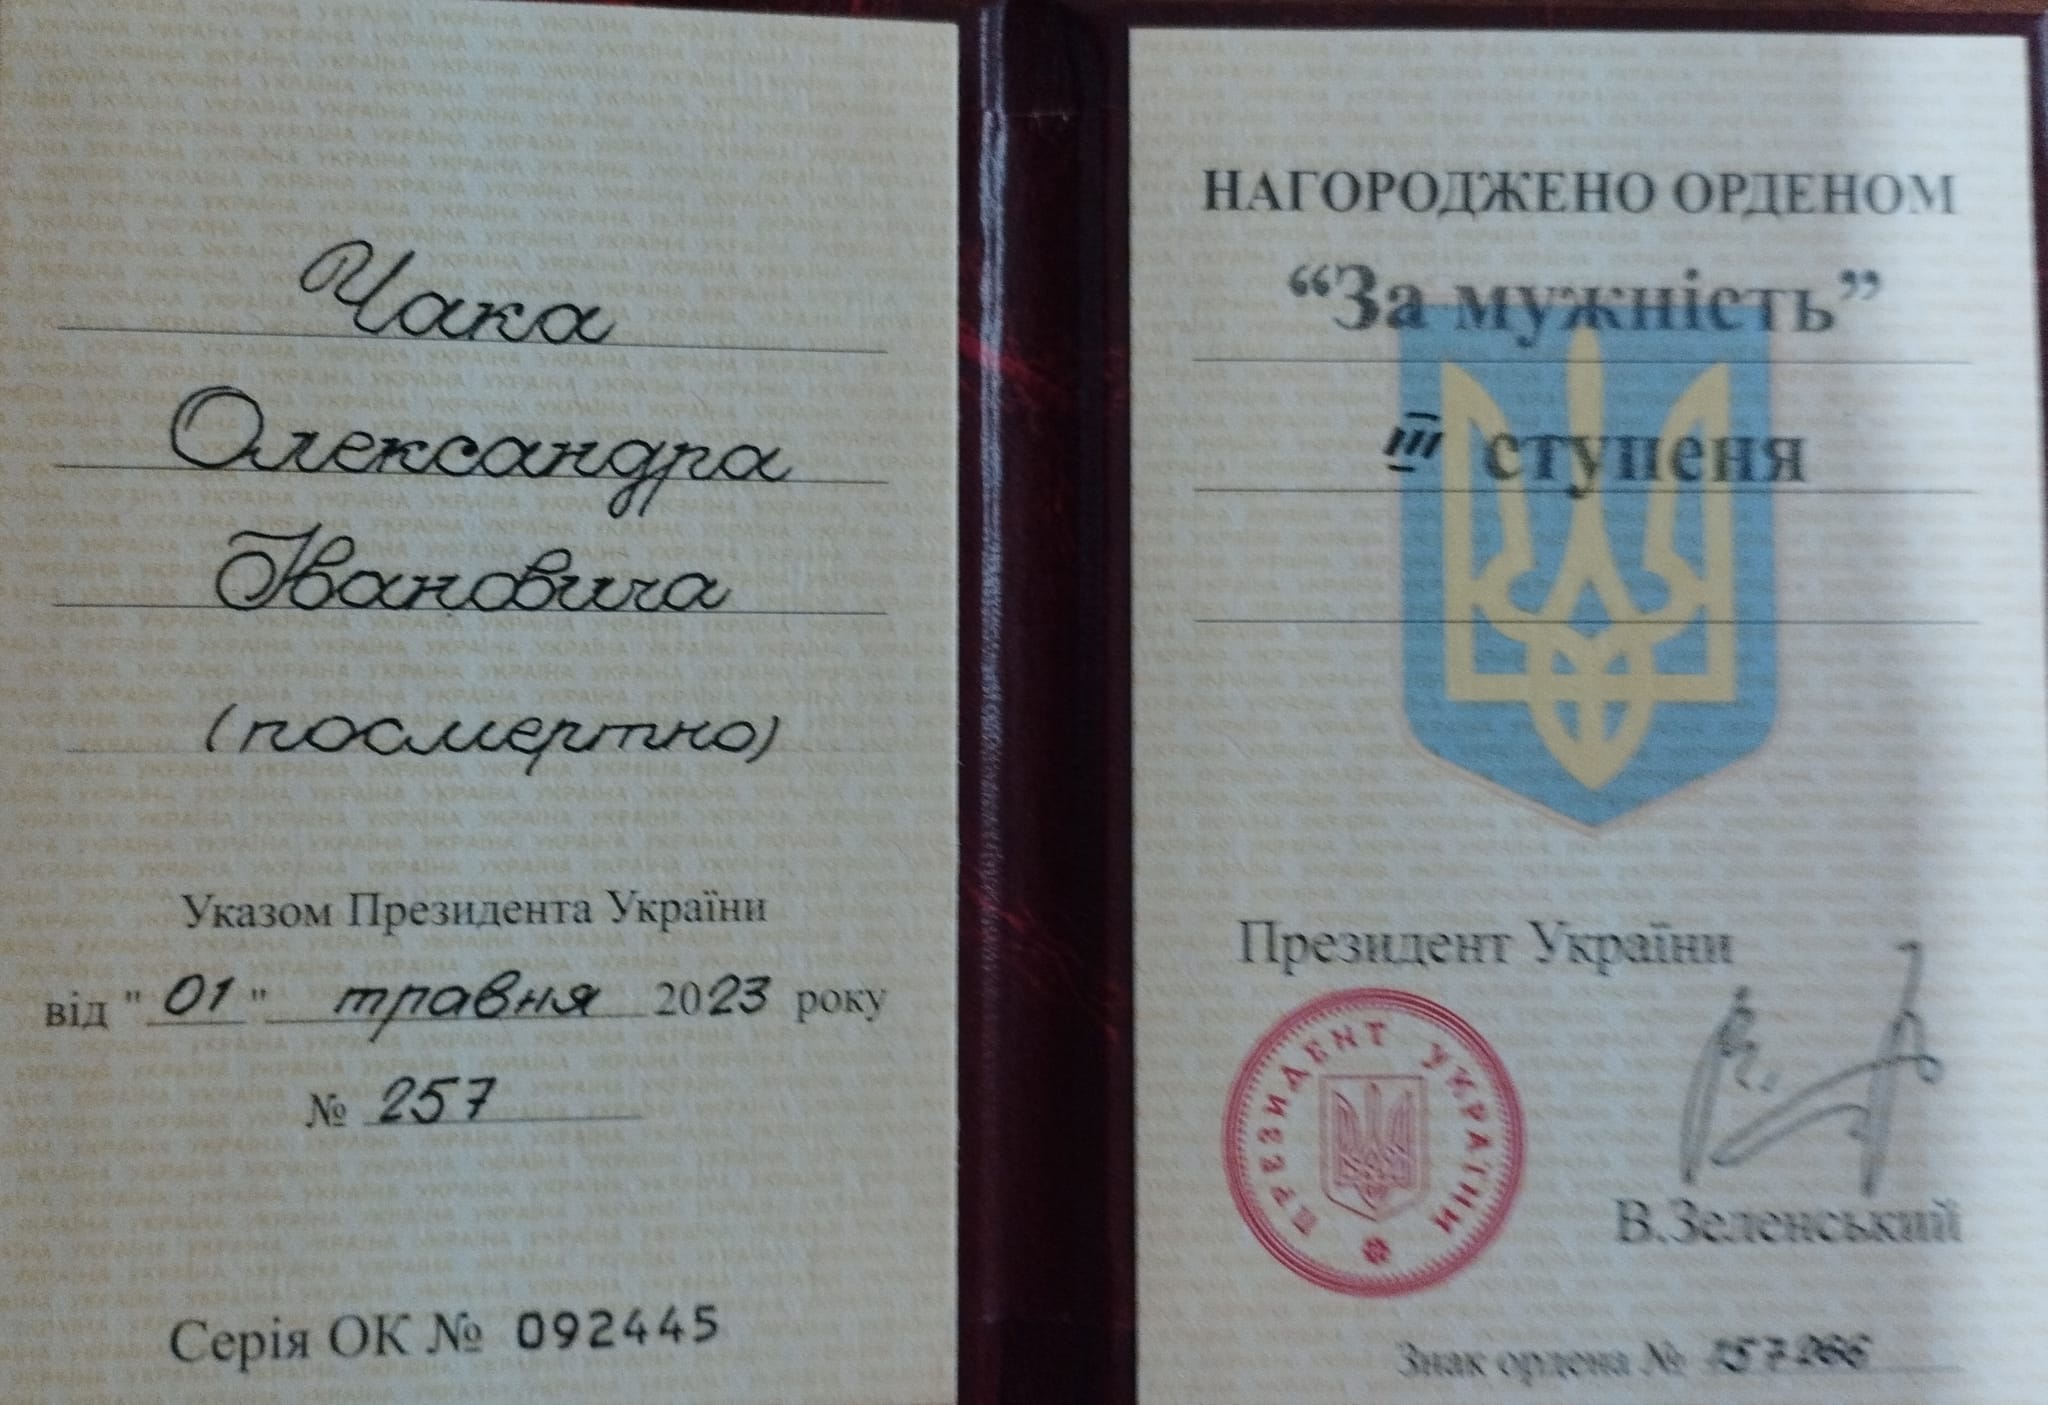 Чака
Олександра
Івановича
(посмертно)
Указом Президента України
від "01" травня 2023 року
№ 257
Серія ОК № 092445
НАГОРОДЖЕНО ОРДЕНОМ
“За мужність”
III ступеня
Президент України
ПРЕЗИДЕНТ УКРАЇНИ
В.Зеленський
Знак ордена №